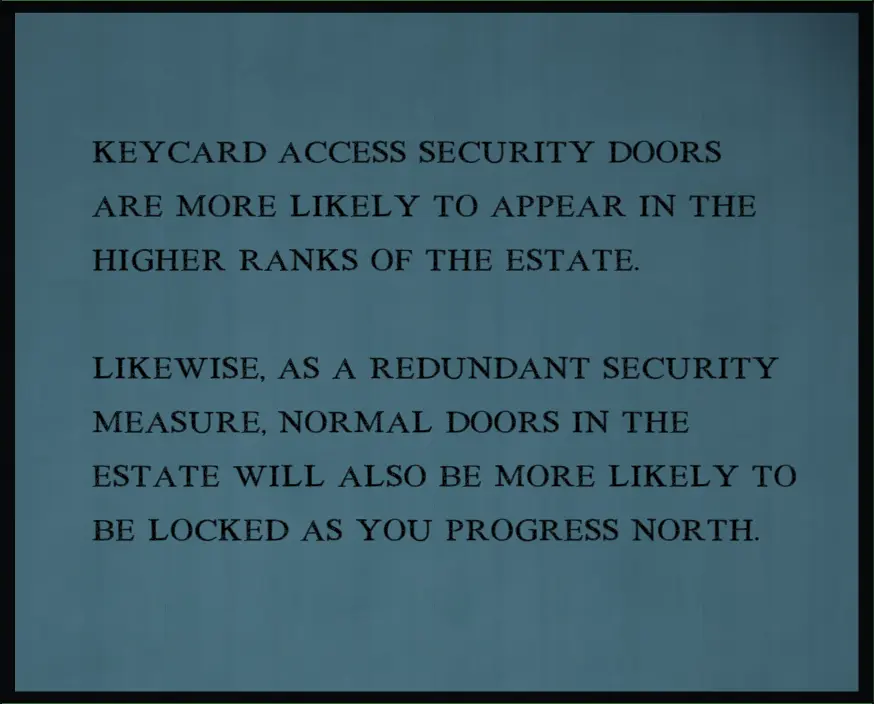 KEYCARD ACCESS SECURITY DOORS
ARE MORE LIKELY TO APPEAR IN THE
HIGHER RANKS OF THE ESTATE.
LIKEWISE, AS A REDUNDANT SECURITY
MEASURE, NORMAL DOORS IN THE
ESTATE WILL ALSO BE MORE LIKELY TO
BE LOCKED AS YOU PROGRESS NORTH.